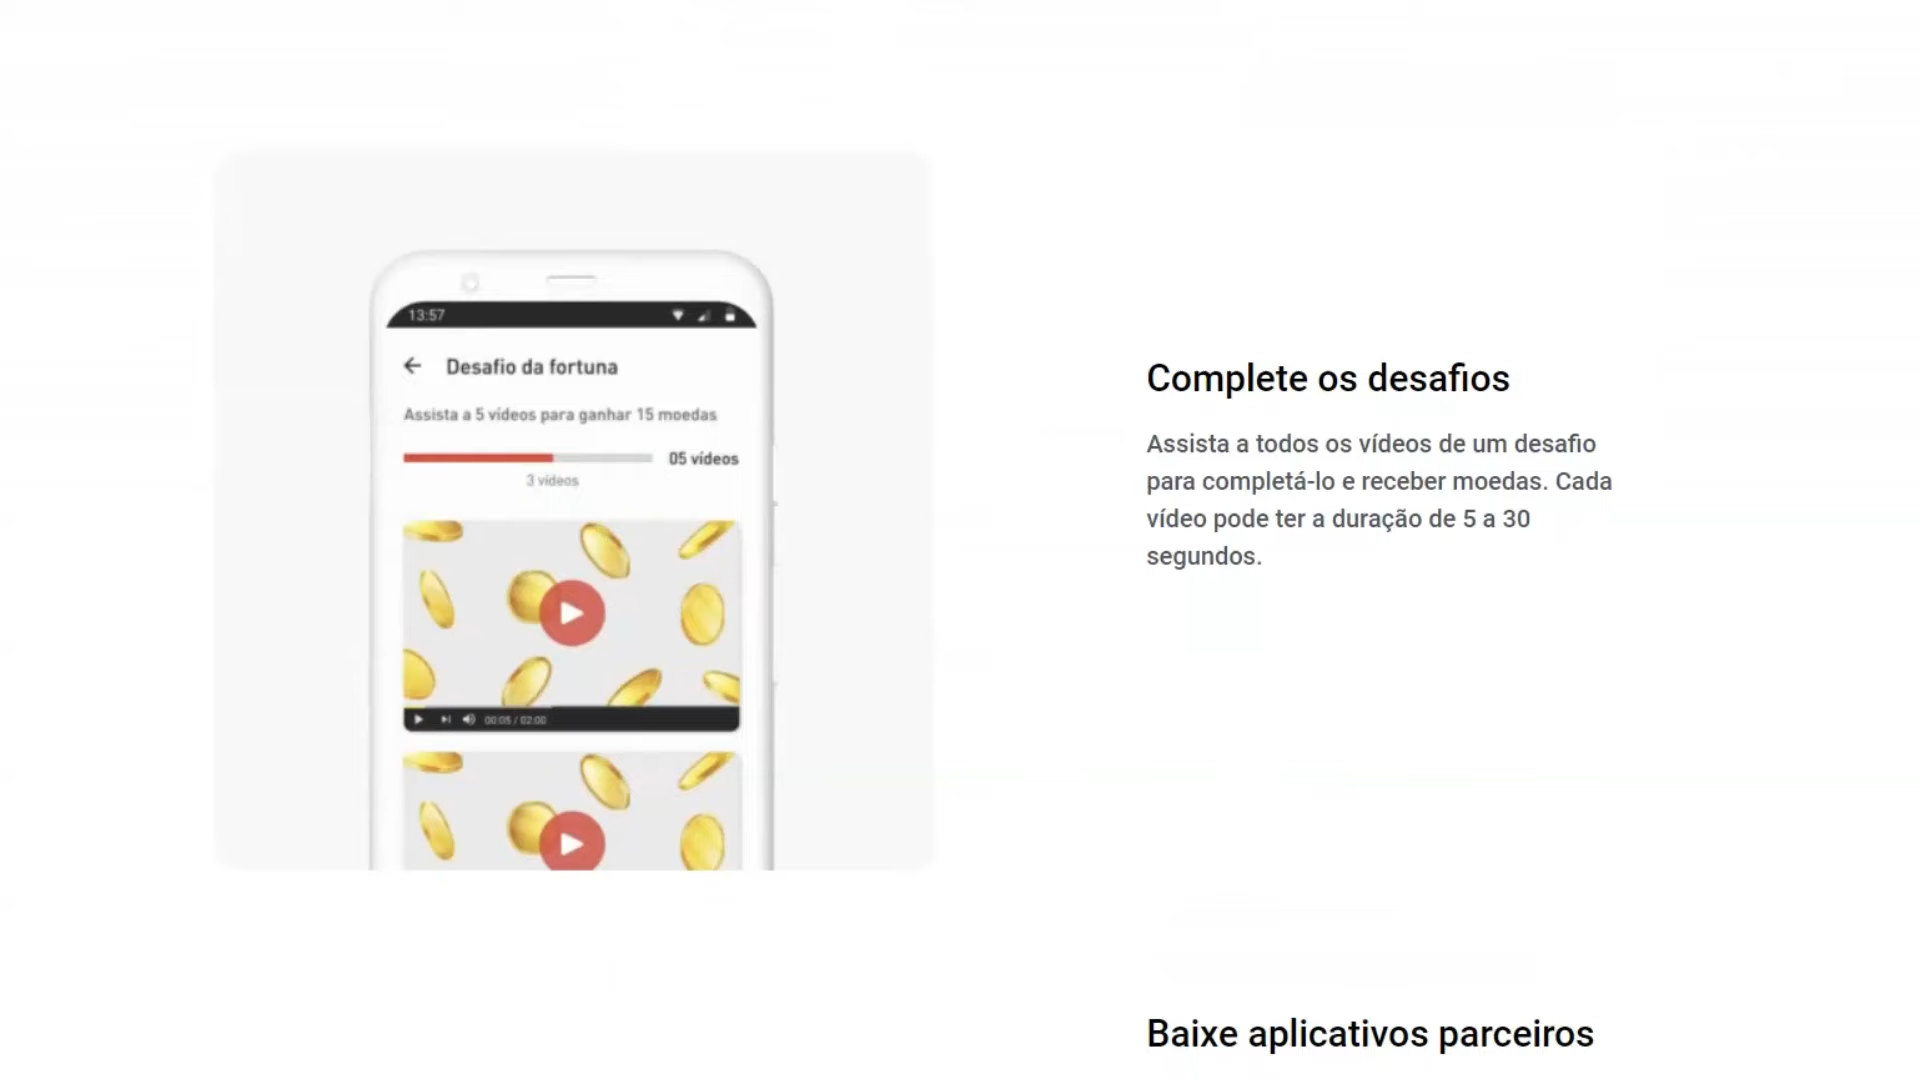 13:57
Desafio da fortuna
Assista a 5 vídeos para ganhar 15 moedas
05 vídeos
3 vídeos
00:05 / 02:00
Complete os desafios
Assista a todos os vídeos de um desafio
para completá-lo e receber moedas. Cada
vídeo pode ter a duração de 5 a 30
segundos.
Baixe aplicativos parceiros